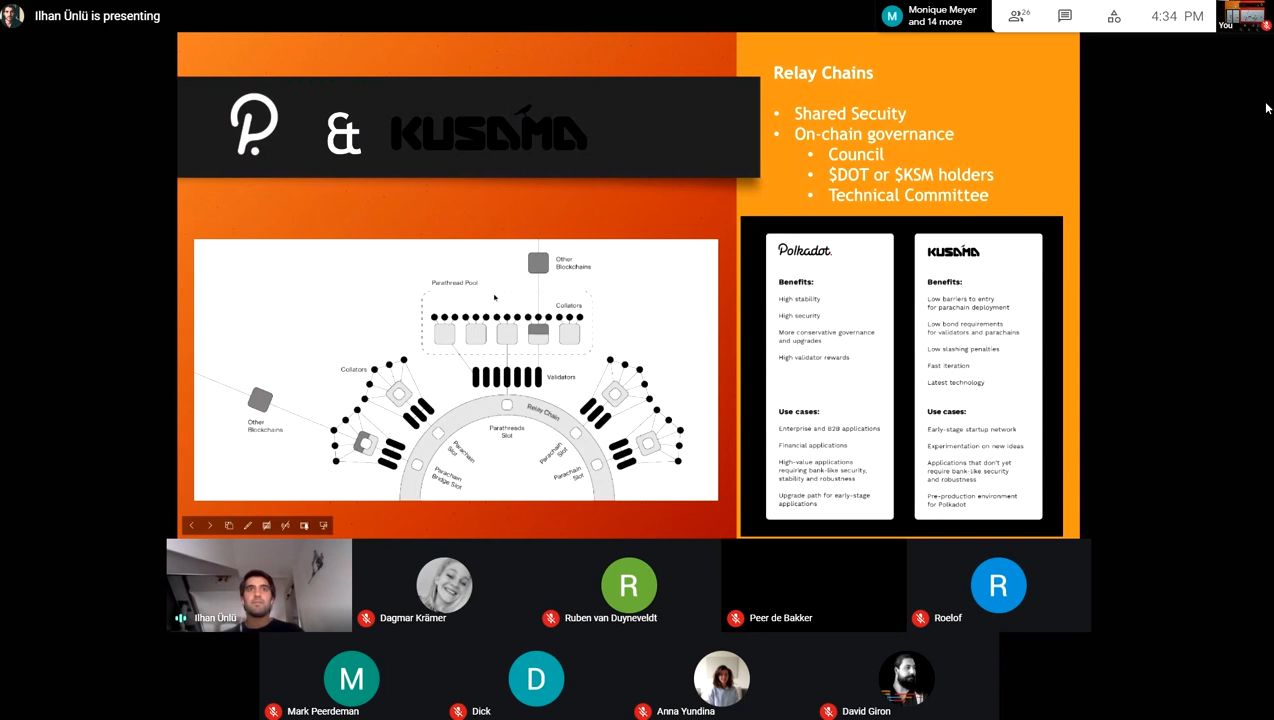 Ilhan Ünlü is presenting
M
Monique Meyer
and 14 more
26
4:34 PM
You
Relay Chains
• Shared Secuity
• On-chain governance
• Council
• $DOT or $KSM holders
• Technical Committee
P. & KUSAMA
Other
Blockchains
Parathread Pool
Collators
Collators
Validators
Other
Blockchains
Relay Chain
Parathreads
Slot
Parachain
Slot
Parachain
Slot
Parachain
Bridge Slot
Parachain
Slot
Polkadot.
Benefits:
High stability
High security
More conservative governance
and upgrades
High validator rewards
Use cases:
Enterprise and B2B applications
Financial applications
High-value applications
requiring bank-like security,
stability and robustness
Upgrade path for early-stage
applications
KUSAMA
Benefits:
Low barriers to entry
for parachain deployment
Low bond requirements
for validators and parachains
Low slashing penalties
Fast iteration
Latest technology
Use cases:
Early-stage startup network
Experimentation on new ideas
Applications that don't yet
require bank-like security
and robustness
Pre-production environment
for Polkadot
Ilhan Ünlü
Dagmar Krämer
R
Ruben van Duyneveldt
Peer de Bakker
R
Roelof
M
Mark Peerdeman
D
Dick
Anna Yundina
David Giron